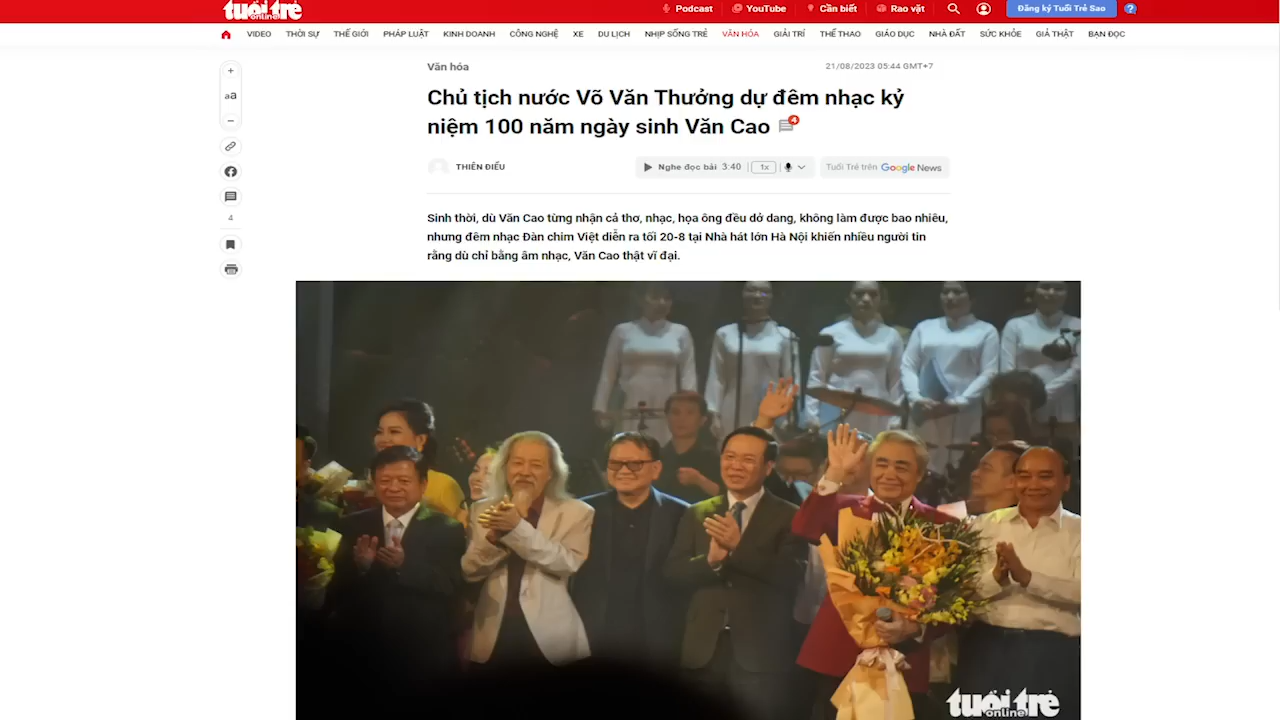 tuổi trẻ
online
Podcast
YouTube
Cần biết
Rao vặt
Đăng ký Tuổi Trẻ Sao
VIDEO
THỜI SỰ
THẾ GIỚI
PHÁP LUẬT
KINH DOANH
CÔNG NGHỆ
XE
DU LỊCH
NHỊP SỐNG TRẺ
VĂN HÓA
GIẢI TRÍ
THỂ THAO
GIÁO DỤC
NHÀ ĐẤT
SỨC KHỎE
GIẢ THẬT
BẠN ĐỌC
+
aa
−
4
Văn hóa
21/08/2023 05:44 GMT+7
Chủ tịch nước Võ Văn Thưởng dự đêm nhạc kỷ
niệm 100 năm ngày sinh Văn Cao
4
THIÊN ĐIỂU
Nghe đọc bài 3:40
1x
Tuổi Trẻ trên Google News
Sinh thời, dù Văn Cao từng nhận cả thơ, nhạc, họa ông đều dở dang, không làm được bao nhiêu,
nhưng đêm nhạc Đàn chim Việt diễn ra tối 20-8 tại Nhà hát lớn Hà Nội khiến nhiều người tin
rằng dù chỉ bằng âm nhạc, Văn Cao thật vĩ đại.
tuổi trẻ
online